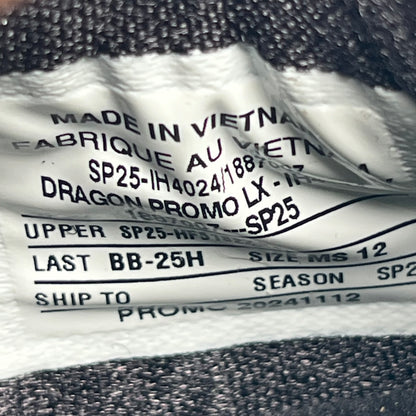 MADE IN VIETNA
FABRIQUE AU VIETN
SP25-IH4024/188
DRAGON PROMO LX - 
-SP25
UPPER SP25-
LAST BB-25H SIZE MS 12
SHIP TO SEASON SP2
PROMO 20241112